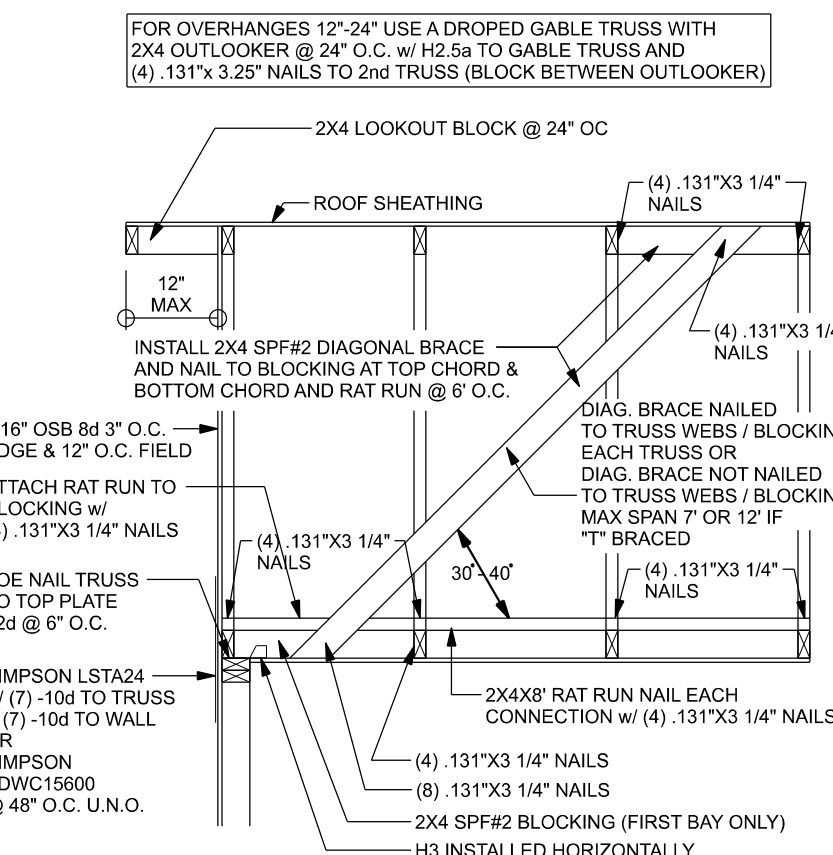 FOR OVERHANGES 12"-24" USE A DROPED GABLE TRUSS WITH
2X4 OUTLOOKER @ 24" O.C. w/ H2.5a TO GABLE TRUSS AND
(4) .131"x 3.25" NAILS TO 2nd TRUSS (BLOCK BETWEEN OUTLOOKER)
2X4 LOOKOUT BLOCK @ 24" OC
(4) .131"X3 1/4"
NAILS
ROOF SHEATHING
12"
MAX
(4) .131"X3 1/4
NAILS
INSTALL 2X4 SPF#2 DIAGONAL BRACE
AND NAIL TO BLOCKING AT TOP CHORD &
BOTTOM CHORD AND RAT RUN @ 6' O.C.
DIAG. BRACE NAILED
TO TRUSS WEBS / BLOCKIN
EACH TRUSS OR
DIAG. BRACE NOT NAILED
TO TRUSS WEBS / BLOCKIN
MAX SPAN 7' OR 12' IF
"T" BRACED
16" OSB 8d 3" O.C.
DGE & 12" O.C. FIELD
TTACH RAT RUN TO
LOCKING w/
) .131"X3 1/4" NAILS
(4) .131"X3 1/4"
NAILS
30°-40°
(4) .131"X3 1/4"
NAILS
OE NAIL TRUSS
O TOP PLATE
2d @ 6" O.C.
IMPSON LSTA24
/ (7) -10d TO TRUSS
(7) -10d TO WALL
R
IMPSON
DWC15600
@ 48" O.C. U.N.O.
2X4X8' RAT RUN NAIL EACH
CONNECTION w/ (4) .131"X3 1/4" NAILS
(4) .131"X3 1/4" NAILS
(8) .131"X3 1/4" NAILS
2X4 SPF#2 BLOCKING (FIRST BAY ONLY)
H3 INSTALLED HORIZONTALLY